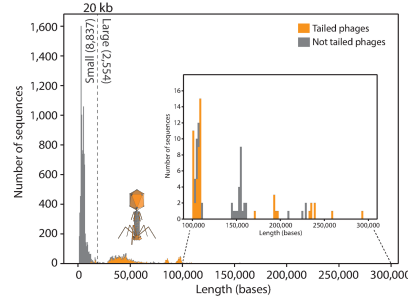 20 kb
Small (8,837)
Large (2,554)
Tailed phages
Not tailed phages
Number of sequences
1,600
1,400
1,200
1,000
800
600
400
200
0
Number of sequences
16
14
12
10
8
6
4
2
0
100,000 150,000 200,000 250,000 300,000
Length (bases)
0 50,000 100,000 150,000 200,000 250,000 300,000
Length (bases)